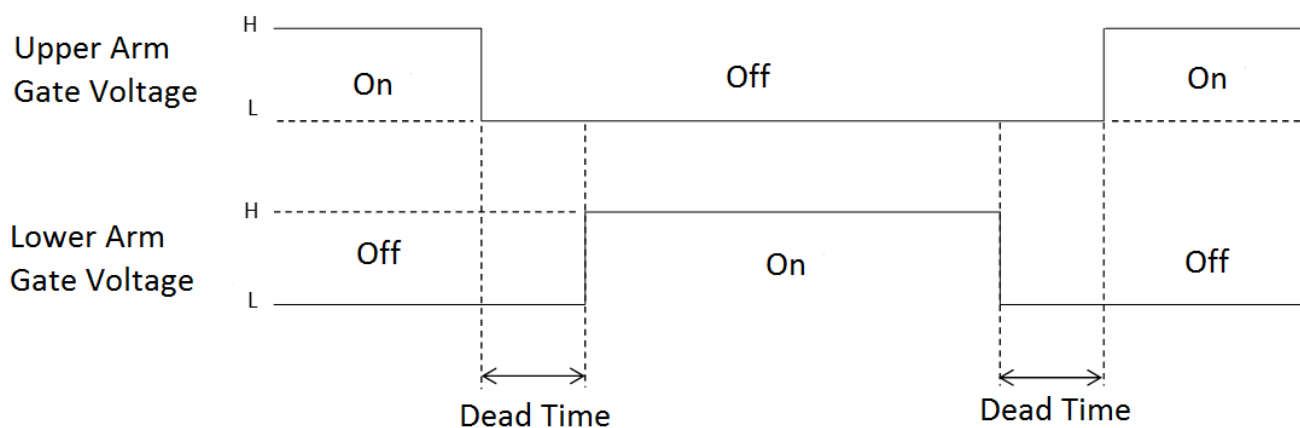 Upper Arm
Gate Voltage
H
L
On
Off
On
Lower Arm
Gate Voltage
H
L
Off
On
Off
Dead Time
Dead Time